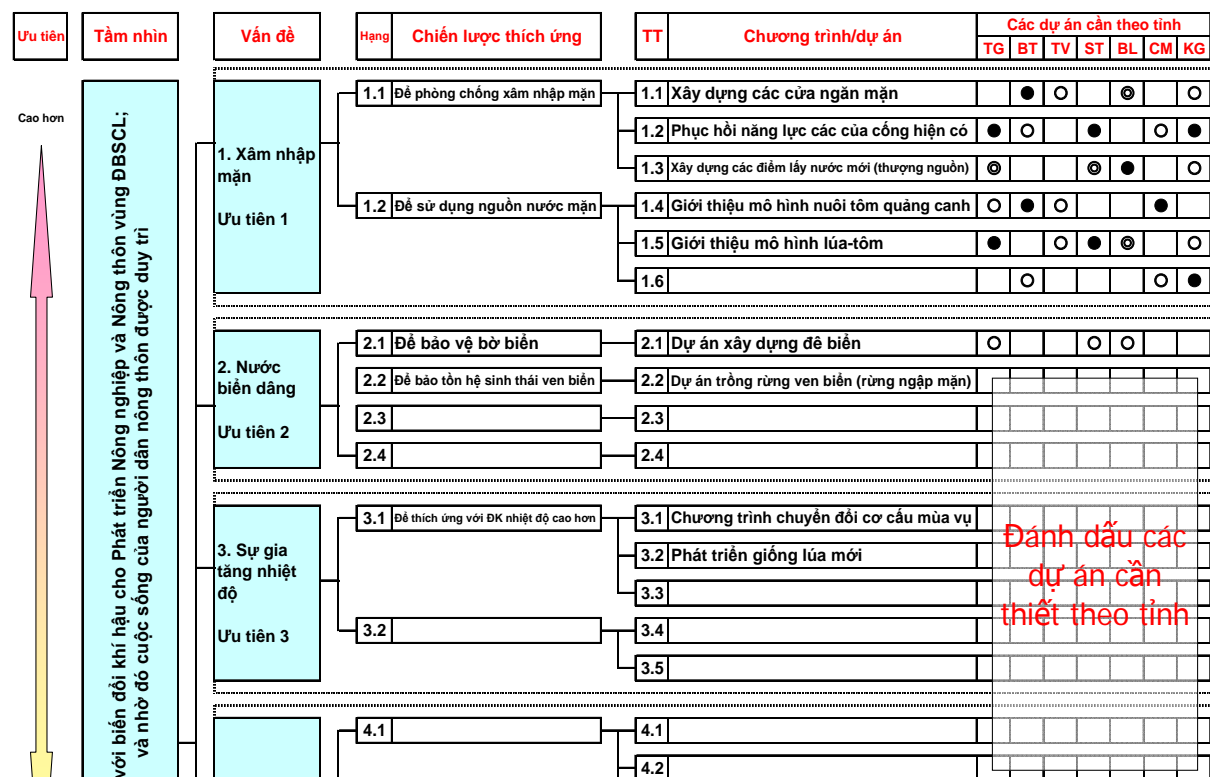 Ưu tiên
Tầm nhìn
Vấn đề
Hạng
Chiến lược thích ứng
TT
Chương trình/dự án
Các dự án cần theo tỉnh
TG BT TV ST BL CM KG
Cao hơn
với biến đổi khí hậu cho Phát triển Nông nghiệp và Nông thôn vùng ĐBSCL;
và nhờ đó cuộc sống của người dân nông thôn được duy trì
1. Xâm nhập
mặn
Ưu tiên 1
1.1 Để phòng chống xâm nhập mặn
1.1 Xây dựng các cửa ngăn mặn
1.2 Phục hồi năng lực các của cống hiện có
1.3 Xây dựng các điểm lấy nước mới (thượng nguồn)
1.2 Để sử dụng nguồn nước mặn
1.4 Giới thiệu mô hình nuôi tôm quảng canh
1.5 Giới thiệu mô hình lúa-tôm
1.6
2. Nước
biển dâng
Ưu tiên 2
2.1 Để bảo vệ bờ biển
2.1 Dự án xây dựng đê biển
2.2 Để bảo tồn hệ sinh thái ven biển
2.2 Dự án trồng rừng ven biển (rừng ngập mặn)
2.3
2.3
2.4
2.4
3. Sự gia
tăng nhiệt
độ
Ưu tiên 3
3.1 Để thích ứng với ĐK nhiệt độ cao hơn
3.1 Chương trình chuyển đổi cơ cấu mùa vụ
3.2 Phát triển giống lúa mới
3.3
3.2
3.4
3.5
Đánh dấu các
dự án cần
thiết theo tỉnh
4.1
4.1
4.2